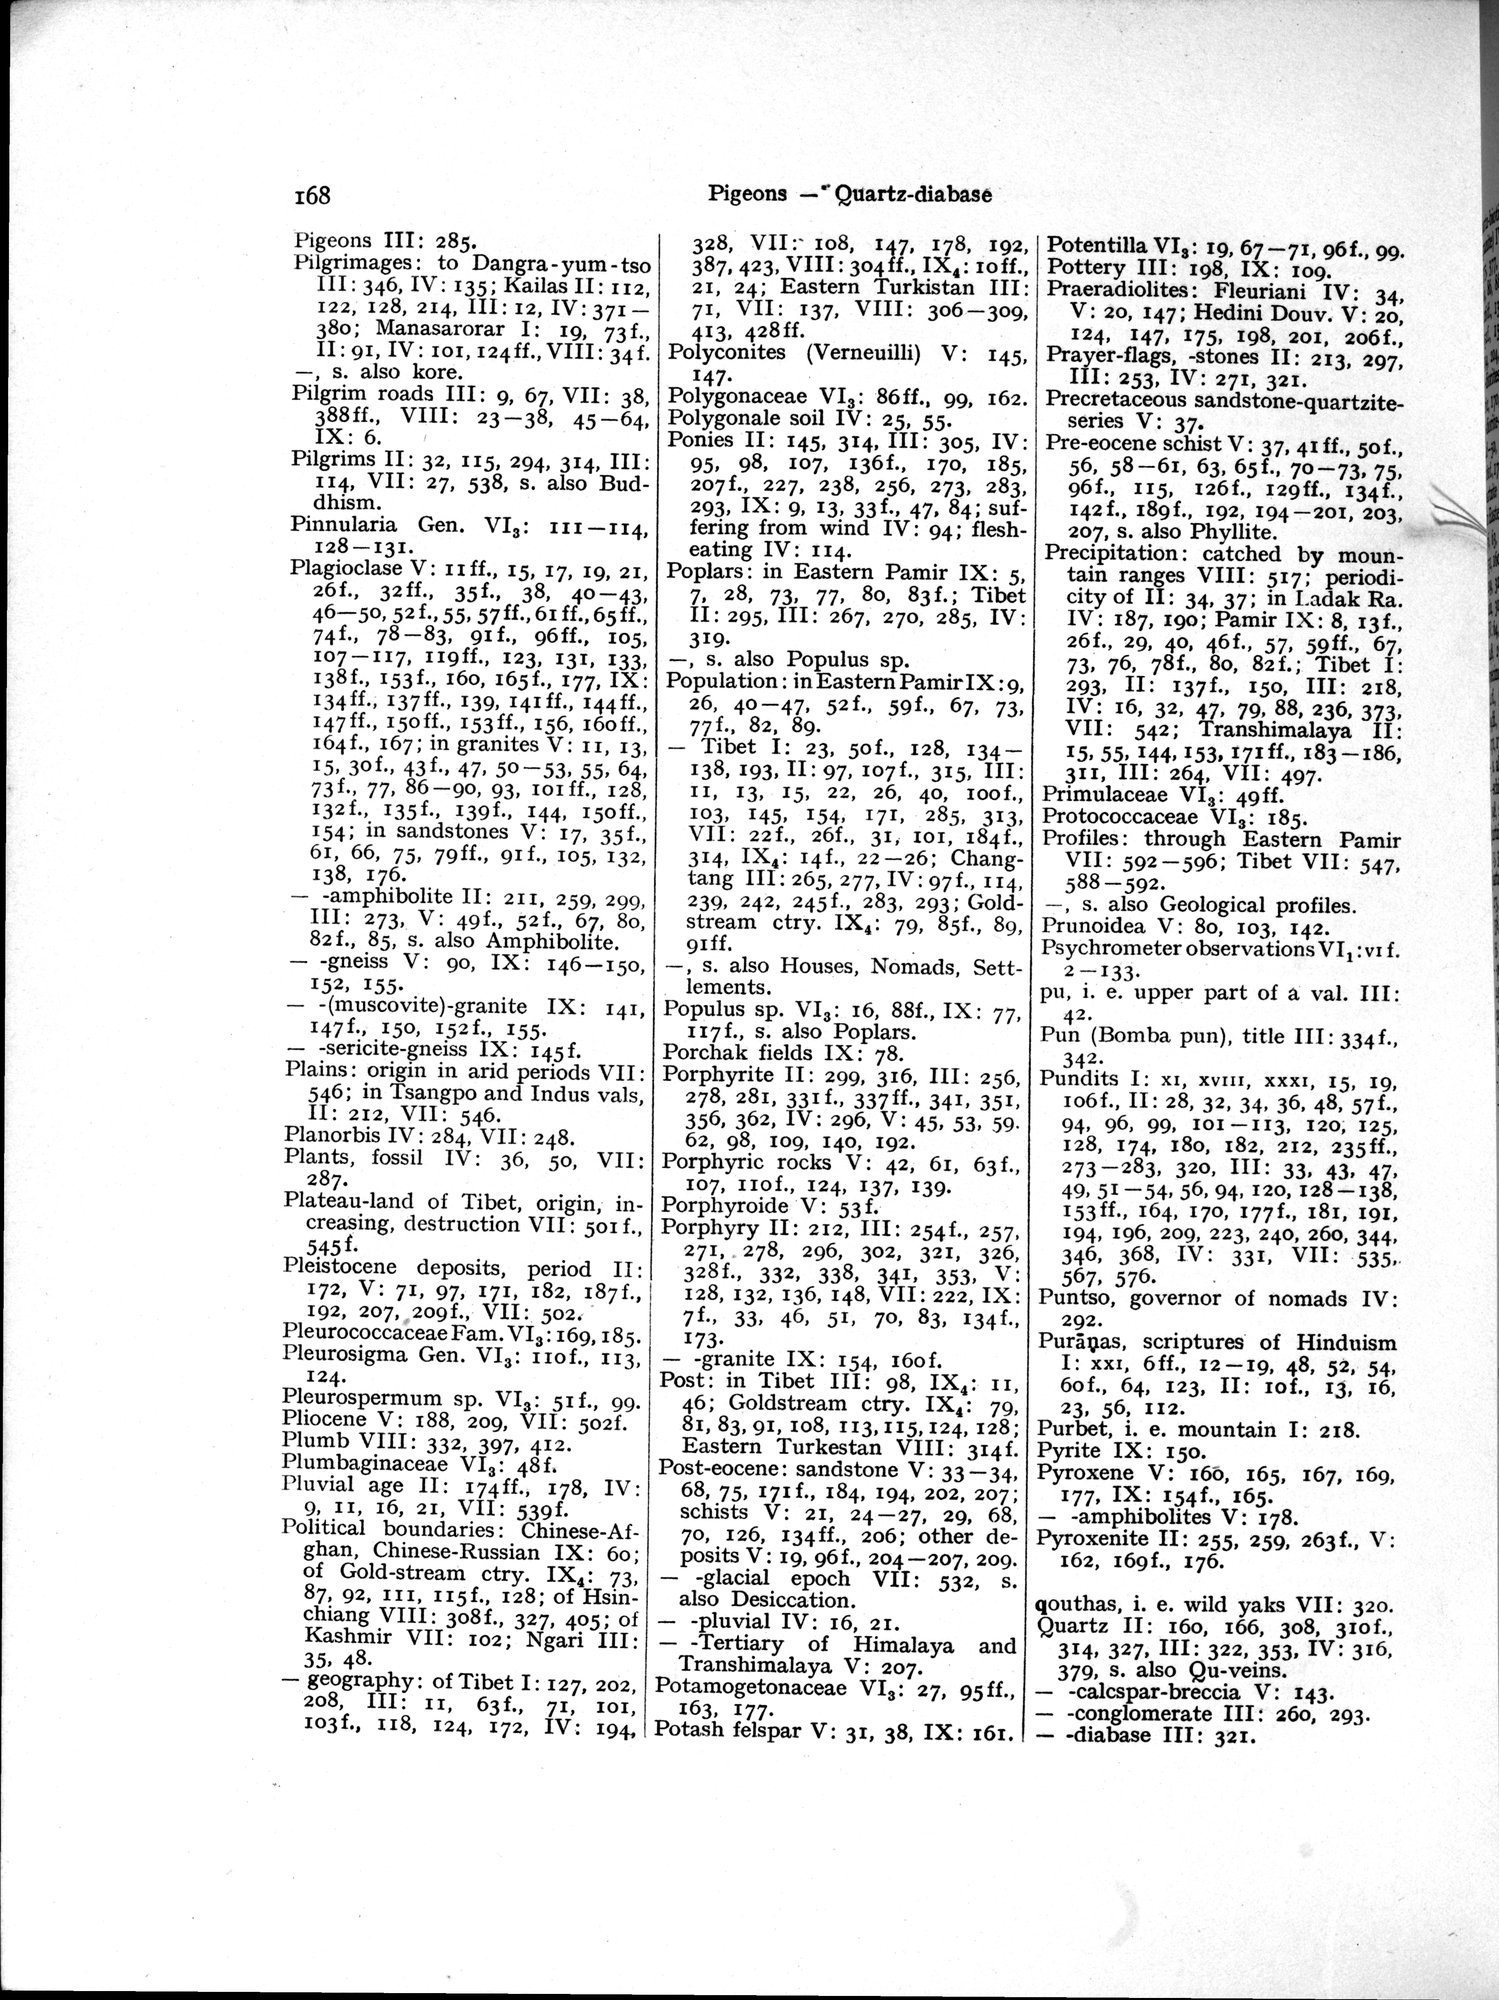 168
Pigeons — Quartz-diabase
Pigeons III: 285.
Pilgrimages: to Dangra-yum-tso
III: 346, IV: 135; Kailas II: 112,
122, 128, 214, III: 12, IV: 371—
380; Manasarorar I: 19, 73f.,
II: 91, IV: 101, 124ff., VIII: 34f.
—, s. also kore.
Pilgrim roads III: 9, 67, VII: 38,
388ff., VIII: 23—38, 45—64,
IX: 6.
Pilgrims II: 32, 115, 294, 314, III:
114, VII: 27, 538, s. also Bud-
dhism.
Pinnularia Gen. VI₃: 111—114,
128—131.
Plagioclase V: 11ff., 15, 17, 19, 21,
26f., 32ff., 35f., 38, 40—43,
46—50, 52f., 55, 57ff., 61ff., 65ff.,
74f., 78—83, 91f., 96ff., 105,
107—117, 119ff., 123, 131, 133,
138f., 153f., 160, 165f., 177, IX:
134ff., 137ff., 139, 141ff., 144ff.,
147ff., 150ff., 153ff., 156, 160ff.,
164f., 167; in granites V: 11, 13,
15, 30f., 43f., 47, 50—53, 55, 64,
73f., 77, 86—90, 93, 101ff., 128,
132f., 135f., 139f., 144, 150ff.,
154; in sandstones V: 17, 35f.,
61, 66, 75, 79ff., 91f., 105, 132,
138, 176.
— -amphibolite II: 211, 259, 299,
III: 273, V: 49f., 52f., 67, 80,
82f., 85, s. also Amphibolite.
— -gneiss V: 90, IX: 146—150,
152, 155.
— -(muscovite)-granite IX: 141,
147f., 150, 152f., 155.
— -sericite-gneiss IX: 145f.
Plains: origin in arid periods VII:
546; in Tsangpo and Indus vals,
II: 212, VII: 546.
Planorbis IV: 284, VII: 248.
Plants, fossil IV: 36, 50, VII:
287.
Plateau-land of Tibet, origin, in-
creasing, destruction VII: 501f.,
545f.
Pleistocene deposits, period II:
172, V: 71, 97, 171, 182, 187f.,
192, 207, 209f., VII: 502.
Pleurococcaceae Fam. VI₃: 169, 185.
Pleurosigma Gen. VI₃: 110f., 113,
124.
Pleurospermum sp. VI₃: 51f., 99.
Pliocene V: 188, 209, VII: 502f.
Plumb VIII: 332, 397, 412.
Plumbaginaceae VI₃: 48f.
Pluvial age II: 174ff., 178, IV:
9, 11, 16, 21, VII: 539f.
Political boundaries: Chinese-Af-
ghan, Chinese-Russian IX: 60;
of Gold-stream ctry. IX₄: 73,
87, 92, 111, 115f., 128; of Hsin-
chiang VIII: 308f., 327, 405; of
Kashmir VII: 102; Ngari III:
35, 48.
— geography: of Tibet I: 127, 202,
208, III: 11, 63f., 71, 101,
103f., 118, 124, 172, IV: 194,
328, VII: 108, 147, 178, 192,
387, 423, VIII: 304ff., IX₄: 10ff.,
21, 24; Eastern Turkistan III:
71, VII: 137, VIII: 306—309,
413, 428ff.
Polyconites (Verneuilli) V: 145,
147.
Polygonaceae VI₃: 86ff., 99, 162.
Polygonale soil IV: 25, 55.
Ponies II: 145, 314, III: 305, IV:
95, 98, 107, 136f., 170, 185,
207f., 227, 238, 256, 273, 283,
293, IX: 9, 13, 33f., 47, 84; suf-
fering from wind IV: 94; flesh-
eating IV: 114.
Poplars: in Eastern Pamir IX: 5,
7, 28, 73, 77, 80, 83f.; Tibet
II: 295, III: 267, 270, 285, IV:
319.
—, s. also Populus sp.
Population: in Eastern Pamir IX: 9,
26, 40—47, 52f., 59f., 67, 73,
77f., 82, 89.
— Tibet I: 23, 50f., 128, 134—
138, 193, II: 97, 107f., 315, III:
11, 13, 15, 22, 26, 40, 100f.,
103, 145, 154, 171, 285, 313,
VII: 22f., 26f., 31, 101, 184f.,
314, IX₄: 14f., 22—26; Chang-
tang III: 265, 277, IV: 97f., 114,
239, 242, 245f., 283, 293; Gold-
stream ctry. IX₄: 79, 85f., 89,
91ff.
—, s. also Houses, Nomads, Sett-
lements.
Populus sp. VI₃: 16, 88f., IX: 77,
117f., s. also Poplars.
Porchak fields IX: 78.
Porphyrite II: 299, 316, III: 256,
278, 281, 331f., 337ff., 341, 351,
356, 362, IV: 296, V: 45, 53, 59.
62, 98, 109, 140, 192.
Porphyric rocks V: 42, 61, 63f.,
107, 110f., 124, 137, 139.
Porphyroide V: 53f.
Porphyry II: 212, III: 254f., 257,
271, 278, 296, 302, 321, 326,
328f., 332, 338, 341, 353, V:
128, 132, 136, 148, VII: 222, IX:
7f., 33, 46, 51, 70, 83, 134f.,
173.
— -granite IX: 154, 160f.
Post: in Tibet III: 98, IX₄: 11,
46; Goldstream ctry. IX₄: 79,
81, 83, 91, 108, 113, 115, 124, 128;
Eastern Turkestan VIII: 314f.
Post-eocene: sandstone V: 33—34,
68, 75, 171f., 184, 194, 202, 207;
schists V: 21, 24—27, 29, 68,
70, 126, 134ff., 206; other de-
posits V: 19, 96f., 204—207, 209.
— -glacial epoch VII: 532, s.
also Desiccation.
— -pluvial IV: 16, 21.
— -Tertiary of Himalaya and
Transhimalaya V: 207.
Potamogetonaceae VI₃: 27, 95ff.,
163, 177.
Potash felspar V: 31, 38, IX: 161.
Potentilla VI₃: 19, 67—71, 96f., 99.
Pottery III: 198, IX: 109.
Praeradiolites: Fleuriani IV: 34,
V: 20, 147; Hedini Douv. V: 20,
124, 147, 175, 198, 201, 206f.,
Prayer-flags, -stones II: 213, 297,
III: 253, IV: 271, 321.
Precretaceous sandstone-quartzite-
series V: 37.
Pre-eocene schist V: 37, 41ff., 50f.,
56, 58—61, 63, 65f., 70—73, 75,
96f., 115, 126f., 129ff., 134f.,
142f., 189f., 192, 194—201, 203,
207, s. also Phyllite.
Precipitation: catched by moun-
tain ranges VIII: 517; periodi-
city of II: 34, 37; in Ladak Ra.
IV: 187, 190; Pamir IX: 8, 13f.,
26f., 29, 40, 46f., 57, 59ff., 67,
73, 76, 78f., 80, 82f.; Tibet I:
293, II: 137f., 150, III: 218,
IV: 16, 32, 47, 79, 88, 236, 373,
VII: 542; Transhimalaya II:
15, 55, 144, 153, 171ff., 183—186,
311, III: 264, VII: 497.
Primulaceae VI₃: 49ff.
Protococcaceae VI₃: 185.
Profiles: through Eastern Pamir
VII: 592—596; Tibet VII: 547,
588—592.
—, s. also Geological profiles.
Prunoidea V: 80, 103, 142.
Psychrometer observations VI₁: VI f.
2—133.
pu, i. e. upper part of a val. III:
42.
Pun (Bomba pun), title III: 334f.,
342.
Pundits I: XI, XVIII, XXXI, 15, 19,
106f., II: 28, 32, 34, 36, 48, 57f.,
94, 96, 99, 101—113, 120, 125,
128, 174, 180, 182, 212, 235ff.,
273—283, 320, III: 33, 43, 47,
49, 51—54, 56, 94, 120, 128—138,
153ff., 164, 170, 177f., 181, 191,
194, 196, 209, 223, 240, 260, 344,
346, 368, IV: 331, VII: 535,
567, 576.
Puntso, governor of nomads IV:
292.
Purāṇas, scriptures of Hinduism
I: XXI, 6ff., 12—19, 48, 52, 54,
60f., 64, 123, II: 10f., 13, 16,
23, 56, 112.
Purbet, i. e. mountain I: 218.
Pyrite IX: 150.
Pyroxene V: 160, 165, 167, 169,
177, IX: 154f., 165.
— -amphibolites V: 178.
Pyroxenite II: 255, 259, 263f., V:
162, 169f., 176.
qouthas, i. e. wild yaks VII: 320.
Quartz II: 160, 166, 308, 310f.,
314, 327, III: 322, 353, IV: 316,
379, s. also Qu-veins.
— -calcspar-breccia V: 143.
— -conglomerate III: 260, 293.
— -diabase III: 321.